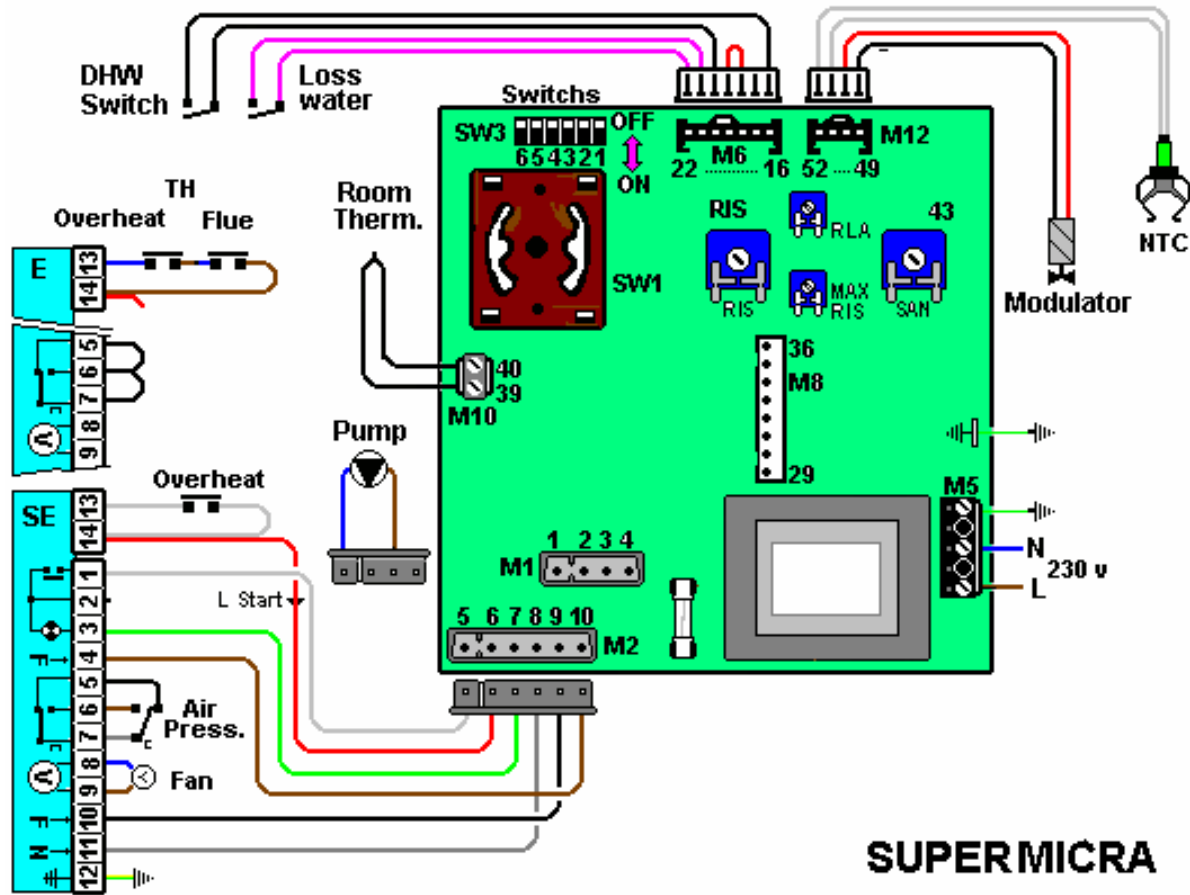 DHW
Switch
Loss
water
Switchs
SW3
OFF
654321
ON
M6
22 ........... 16
52 ···· 49
M12
TH
Overheat
Flue
Room
Therm.
RIS
RLA
43
NTC
E
13
14
SW1
RIS
MAX
RIS
SAN
Modulator
5
6
7
8
9
C
V
40
39
M10
36
M8
29
Pump
Overheat
SE
13
14
M5
N
230 v
L
1 2 3 4
M1
L Start
1
2
3
F
4
5 6 7 8 9 10
M2
5
6
7
C
Air
Press.
C
V
8
9
Fan
F
10
N
11
12
SUPER MICRA